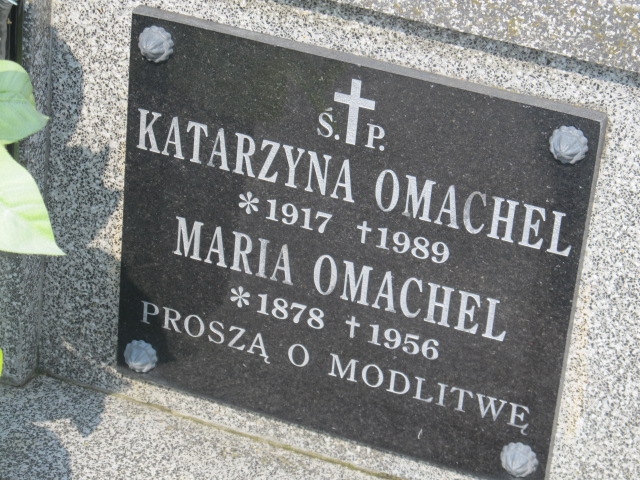 Ś. P.
KATARZYNA OMACHEL
*1917 †1989
MARIA OMACHEL
*1878 †1956
PROSZĄ O MODLITWĘ